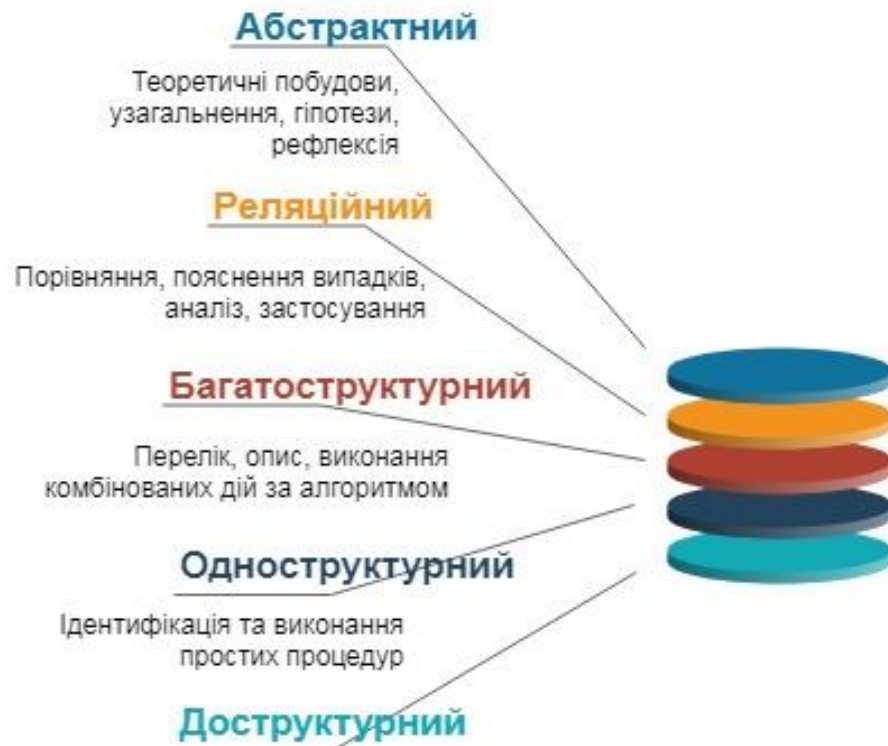 Абстрактний
Теоретичні побудови,
узагальнення, гіпотези,
рефлексія
Реляційний
Порівняння, пояснення випадків,
аналіз, застосування
Багатоструктурний
Перелік, опис, виконання
комбінованих дій за алгоритмом
Одноструктурний
Ідентифікація та виконання
простих процедур
Доструктурний